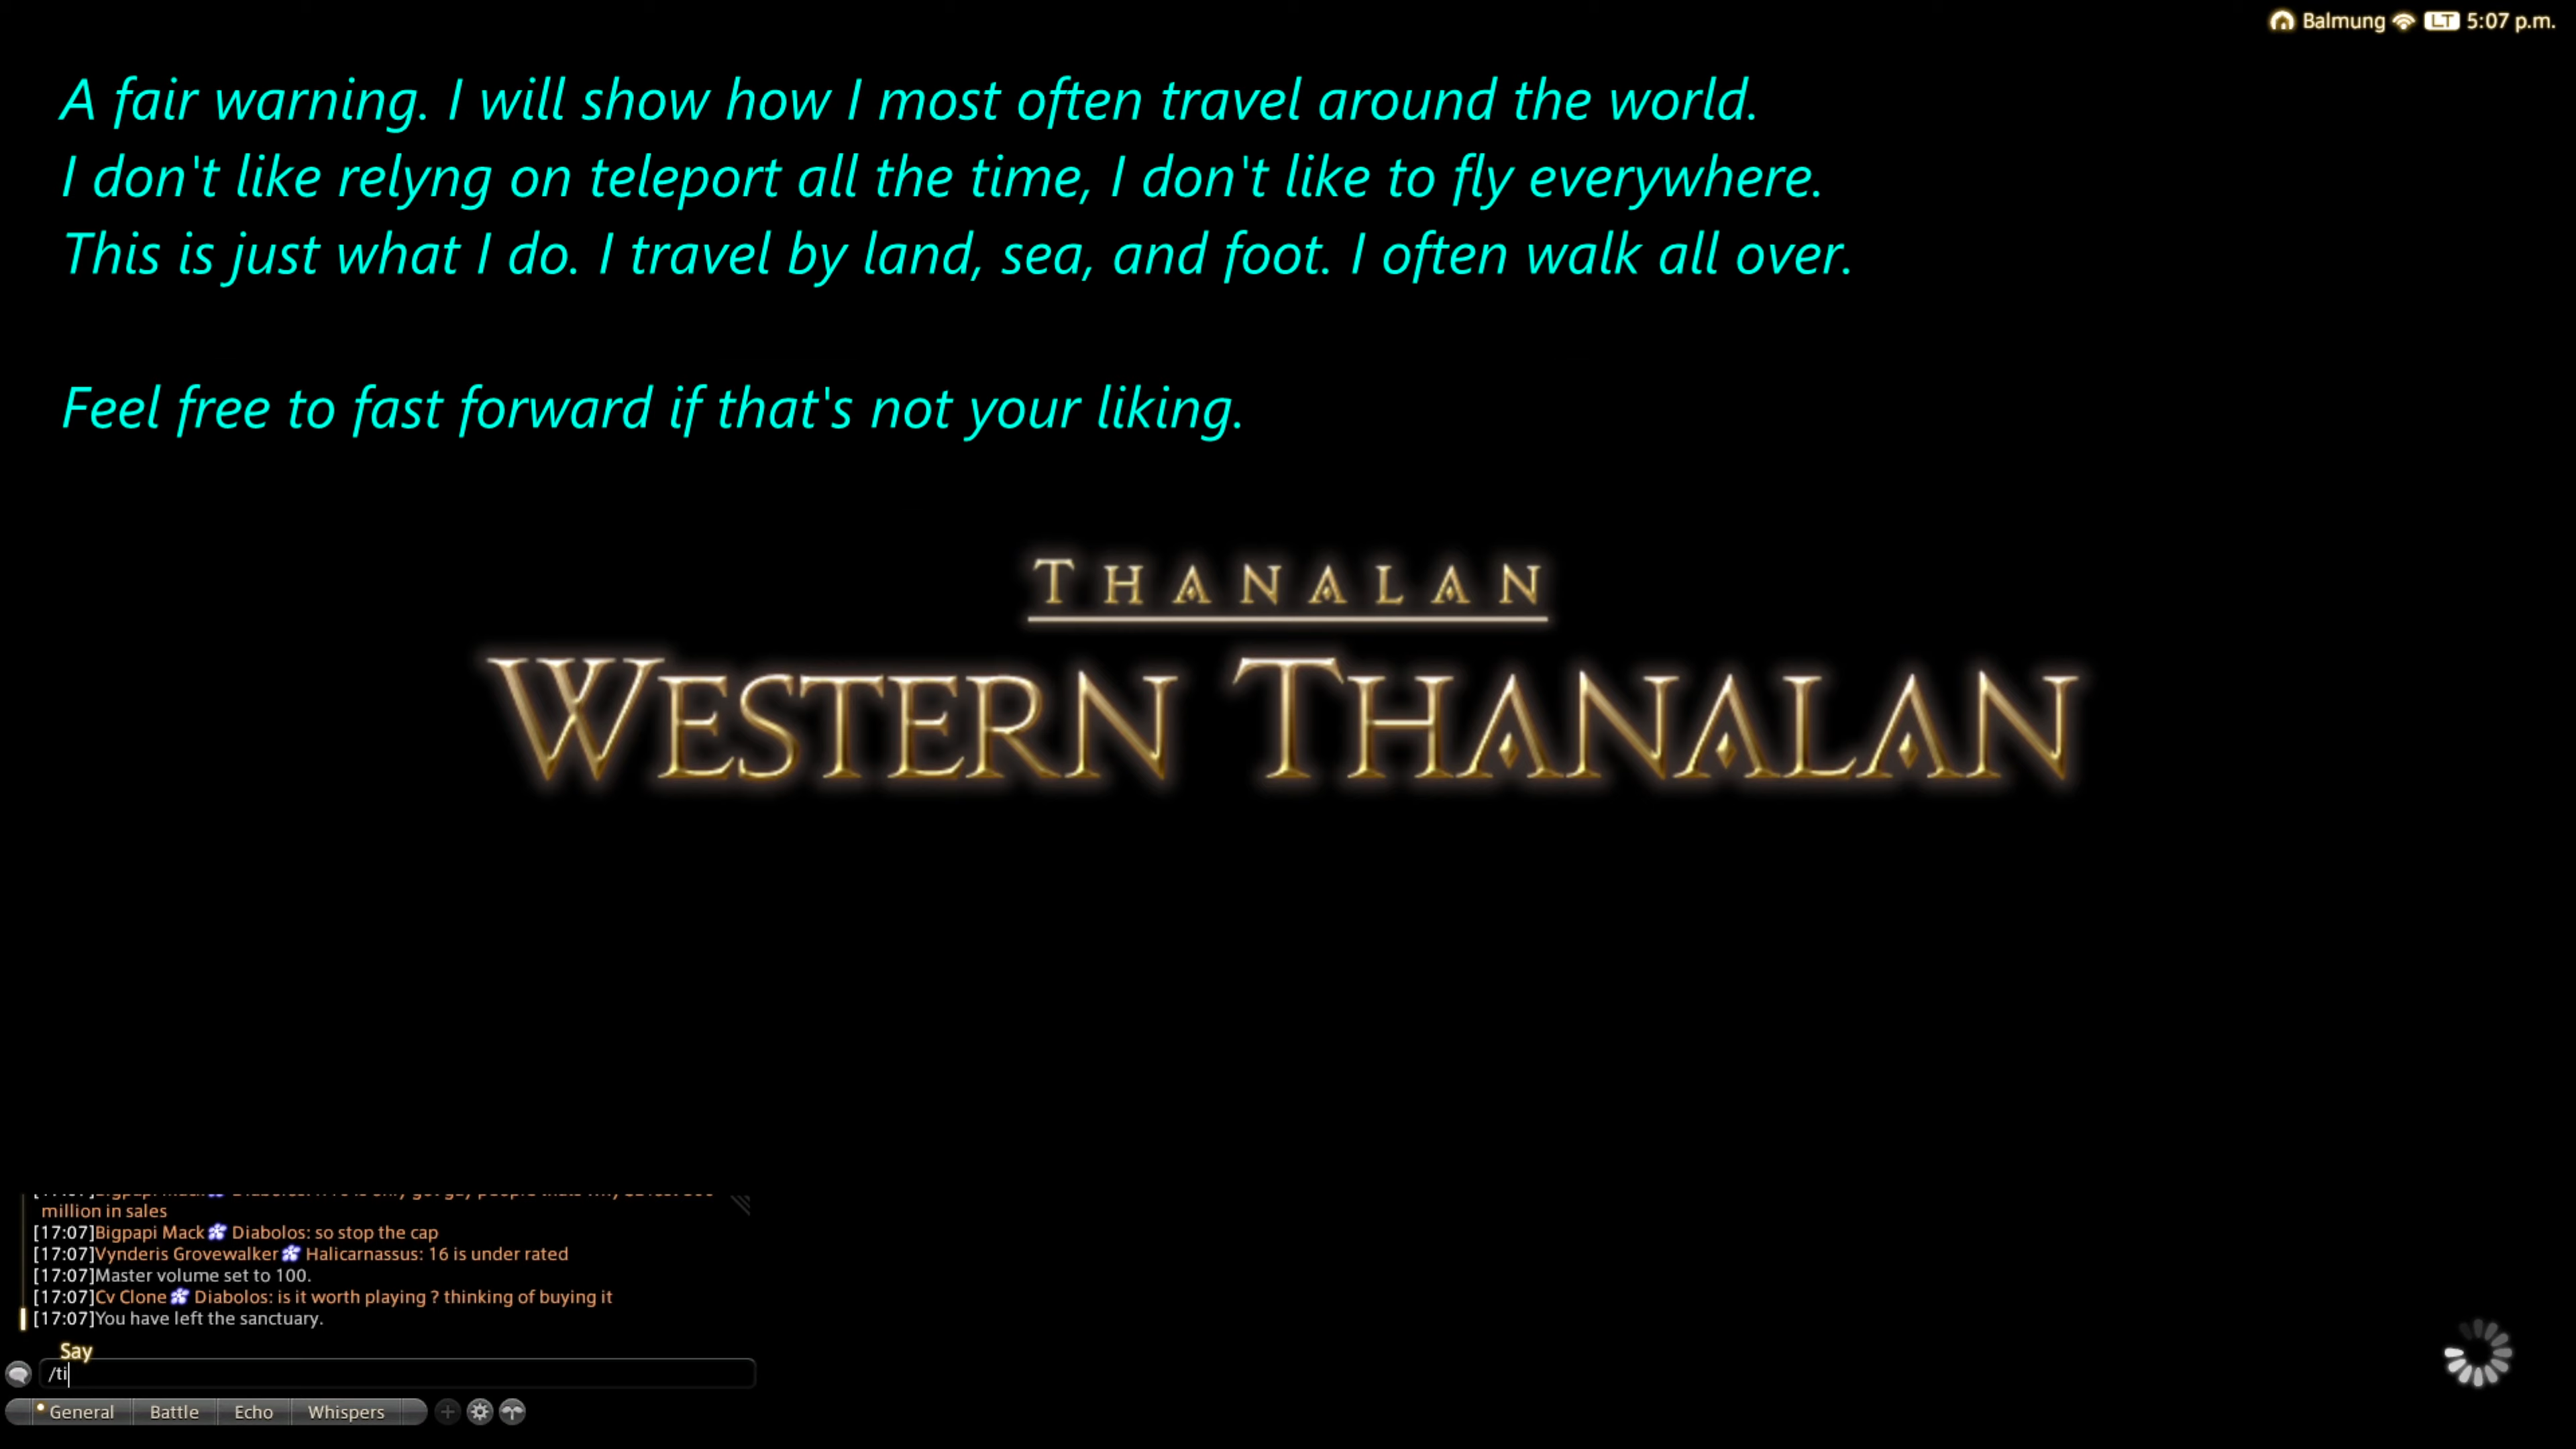 Balmung LT 5:07 p.m.
A fair warning. I will show how I most often travel around the world.
I don't like relyng on teleport all the time, I don't like to fly everywhere.
This is just what I do. I travel by land, sea, and foot. I often walk all over.
Feel free to fast forward if that's not your liking.
THANALAN
WESTERN THANALAN
million in sales
[17:07]Bigpapi Mack Diabolos: so stop the cap
[17:07]Vynderis Grovewalker Halicarnassus: 16 is under rated
[17:07]Master volume set to 100.
[17:07]Cv Clone Diabolos: is it worth playing ? thinking of buying it
[17:07]You have left the sanctuary.
Say
/ti
General Battle Echo Whispers